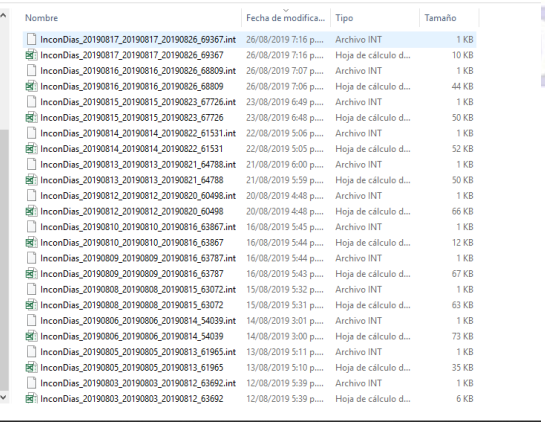 Nombre Fecha de modifica... Tipo Tamaño
InconDias_20190817_20190817_20190826_69367.int 26/08/2019 7:16 p.... Archivo INT 1 KB
InconDias_20190817_20190817_20190826_69367 26/08/2019 7:16 p.... Hoja de cálculo d... 10 KB
InconDias_20190816_20190816_20190826_68809.int 26/08/2019 7:07 p.... Archivo INT 1 KB
InconDias_20190816_20190816_20190826_68809 26/08/2019 7:06 p.... Hoja de cálculo d... 44 KB
InconDias_20190815_20190815_20190823_67726.int 23/08/2019 6:49 p.... Archivo INT 1 KB
InconDias_20190815_20190815_20190823_67726 23/08/2019 6:48 p.... Hoja de cálculo d... 50 KB
InconDias_20190814_20190814_20190822_61531.int 22/08/2019 5:06 p.... Archivo INT 1 KB
InconDias_20190814_20190814_20190822_61531 22/08/2019 5:05 p.... Hoja de cálculo d... 52 KB
InconDias_20190813_20190813_20190821_64788.int 21/08/2019 6:00 p.... Archivo INT 1 KB
InconDias_20190813_20190813_20190821_64788 21/08/2019 5:59 p.... Hoja de cálculo d... 50 KB
InconDias_20190812_20190812_20190820_60498.int 20/08/2019 4:48 p.... Archivo INT 1 KB
InconDias_20190812_20190812_20190820_60498 20/08/2019 4:48 p.... Hoja de cálculo d... 66 KB
InconDias_20190810_20190810_20190816_63867.int 16/08/2019 5:45 p.... Archivo INT 1 KB
InconDias_20190810_20190810_20190816_63867 16/08/2019 5:44 p.... Hoja de cálculo d... 12 KB
InconDias_20190809_20190809_20190816_63787.int 16/08/2019 5:44 p.... Archivo INT 1 KB
InconDias_20190809_20190809_20190816_63787 16/08/2019 5:43 p.... Hoja de cálculo d... 67 KB
InconDias_20190808_20190808_20190815_63072.int 15/08/2019 5:32 p.... Archivo INT 1 KB
InconDias_20190808_20190808_20190815_63072 15/08/2019 5:31 p.... Hoja de cálculo d... 63 KB
InconDias_20190806_20190806_20190814_54039.int 14/08/2019 3:01 p.... Archivo INT 1 KB
InconDias_20190806_20190806_20190814_54039 14/08/2019 3:00 p.... Hoja de cálculo d... 73 KB
InconDias_20190805_20190805_20190813_61965.int 13/08/2019 5:11 p.... Archivo INT 1 KB
InconDias_20190805_20190805_20190813_61965 13/08/2019 5:10 p.... Hoja de cálculo d... 35 KB
InconDias_20190803_20190803_20190812_63692.int 12/08/2019 5:39 p.... Archivo INT 1 KB
InconDias_20190803_20190803_20190812_63692 12/08/2019 5:39 p.... Hoja de cálculo d... 6 KB